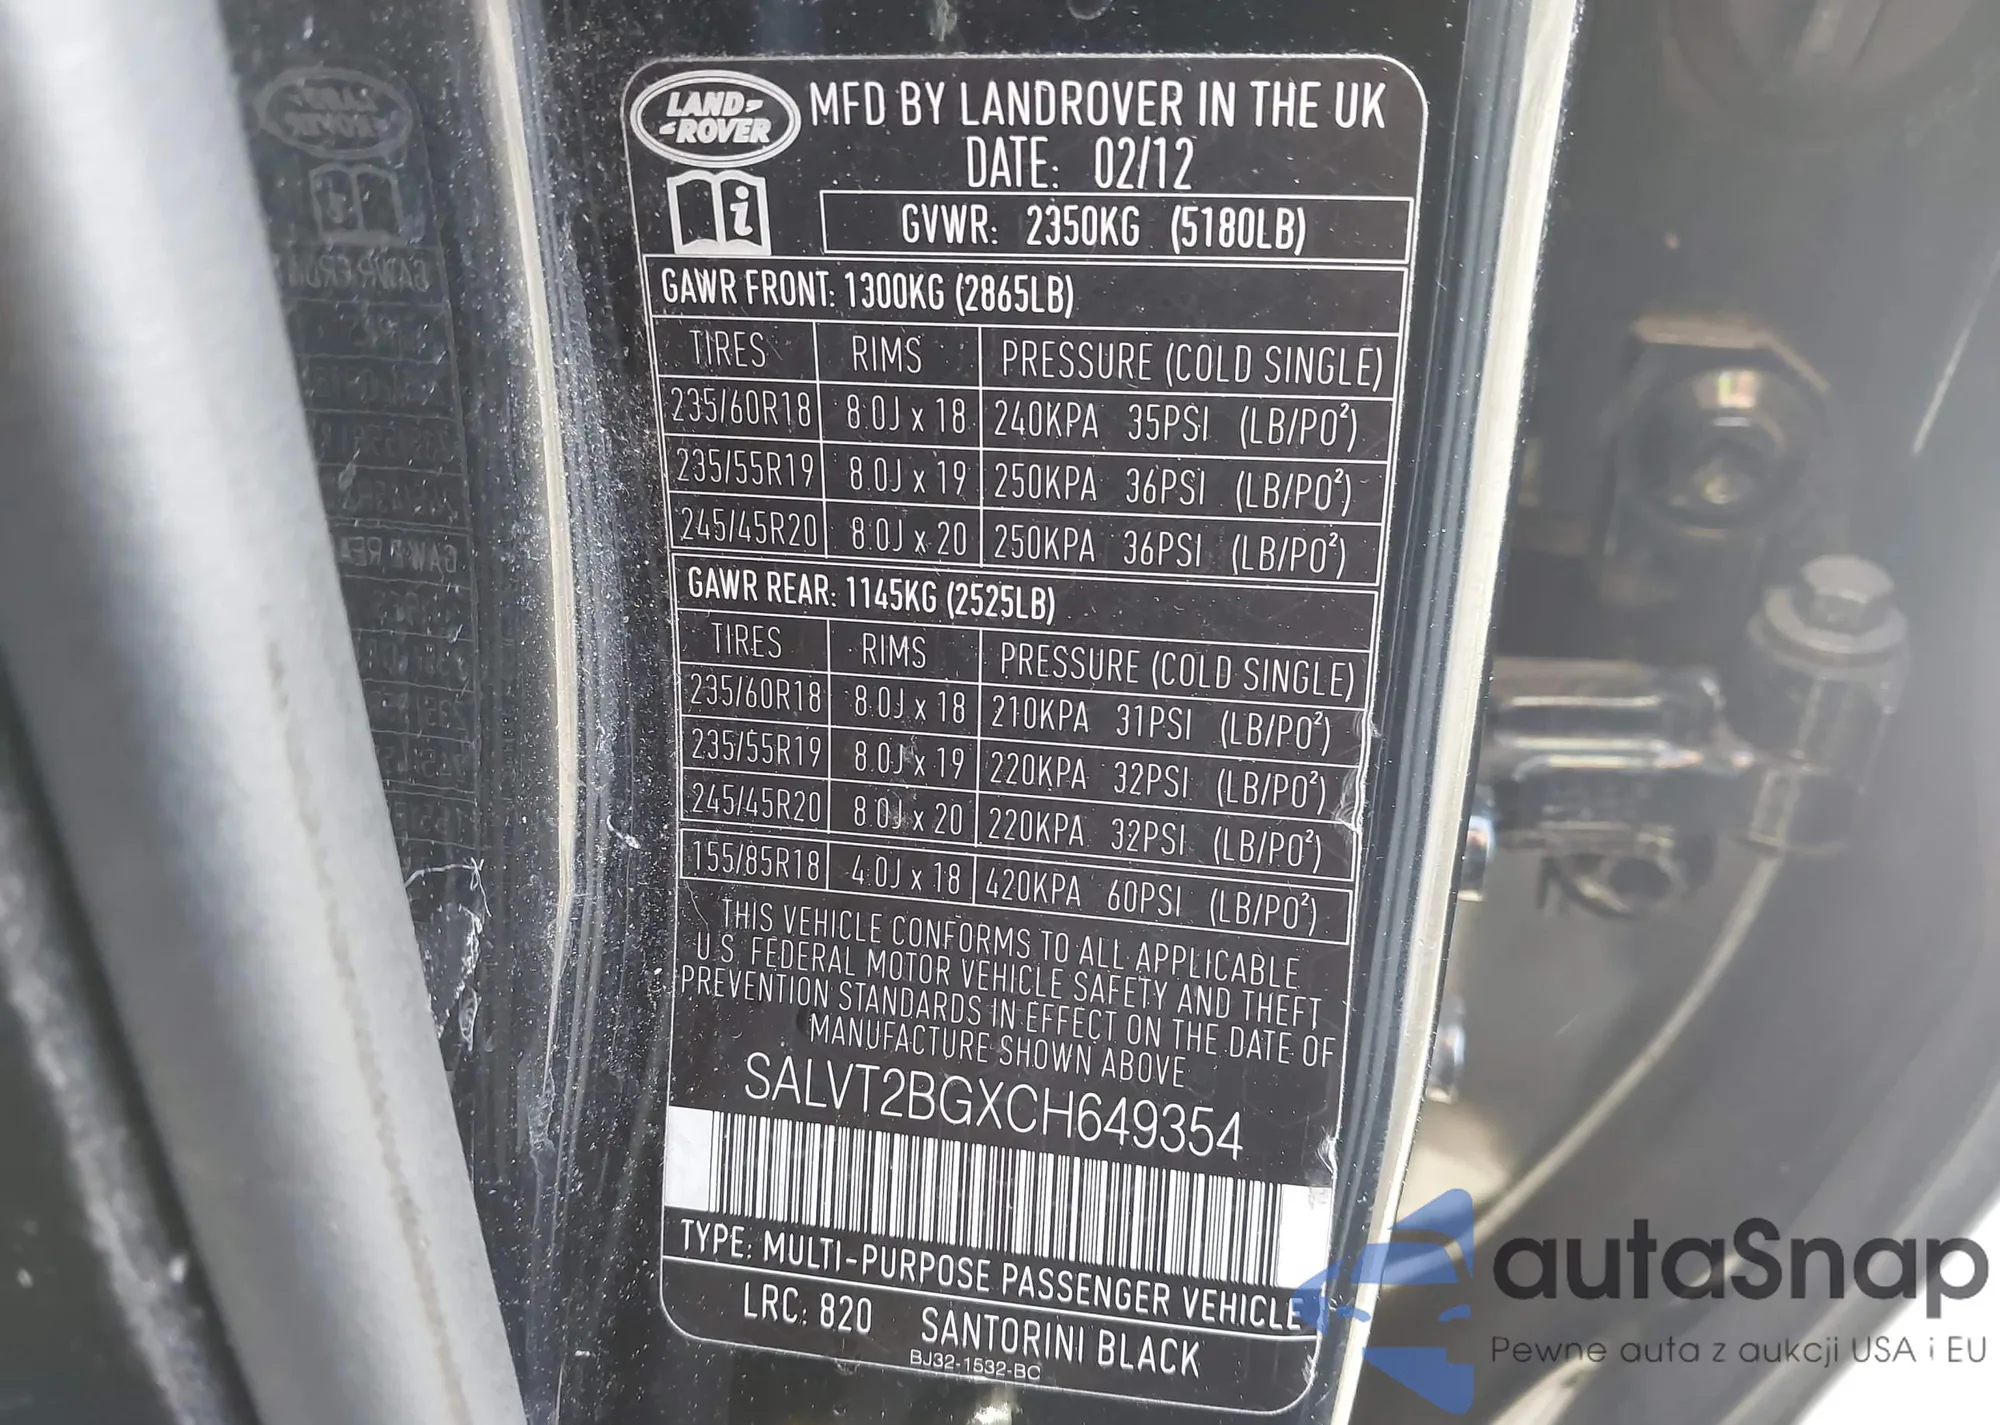 LAND-
-ROVER
MFD BY LANDROVER IN THE UK
DATE: 02/12
i
GVWR: 2350KG (5180LB)
GAWR FRONT: 1300KG (2865LB)
TIRES RIMS PRESSURE (COLD SINGLE)
235/60R18 8.0J x 18 240KPA 35PSI (LB/PO²)
235/55R19 8.0J x 19 250KPA 36PSI (LB/PO²)
245/45R20 8.0J x 20 250KPA 36PSI (LB/PO²)
GAWR REAR: 1145KG (2525LB)
TIRES RIMS PRESSURE (COLD SINGLE)
235/60R18 8.0J x 18 210KPA 31PSI (LB/PO²)
235/55R19 8.0J x 19 220KPA 32PSI (LB/PO²)
245/45R20 8.0J x 20 220KPA 32PSI (LB/PO²)
155/85R18 4.0J x 18 420KPA 60PSI (LB/PO²)
THIS VEHICLE CONFORMS TO ALL APPLICABLE
U.S. FEDERAL MOTOR VEHICLE SAFETY AND THEFT
PREVENTION STANDARDS IN EFFECT ON THE DATE OF
MANUFACTURE SHOWN ABOVE
SALVT2BGXCH649354
TYPE: MULTI-PURPOSE PASSENGER VEHICLE
LRC: 820 SANTORINI BLACK
BJ32-1532-BC
autaSnap
Pewne auta z aukcji USA i EU